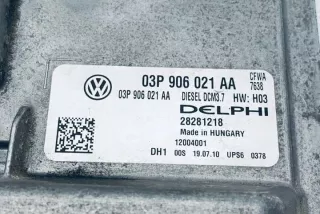 03P 906 021 AA CFWA
7638
03P 906 021 AA DIESEL DCM3.7 HW: H03
DELPHI
28281218
Made in HUNGARY
12004001
DH1 00S 19.07.10 UPS6 0378